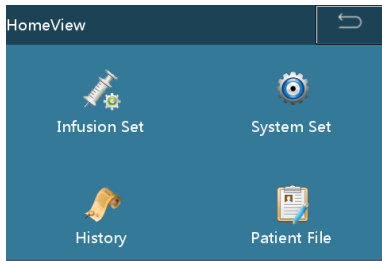 HomeView
Infusion Set
System Set
History
Patient File